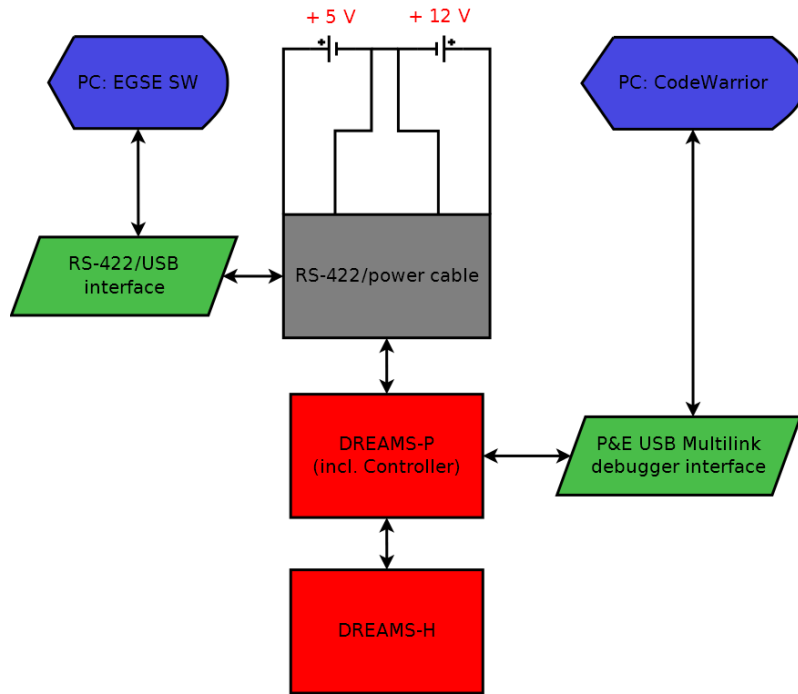 + 5 V
+ 12 V
PC: EGSE SW
PC: CodeWarrior
RS-422/USB
interface
RS-422/power cable
DREAMS-P
(incl. Controller)
P&E USB Multilink
debugger interface
DREAMS-H